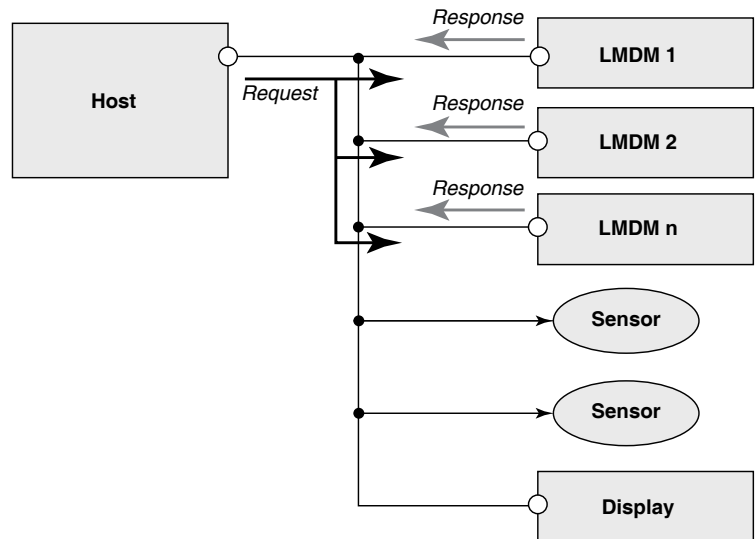 Response
LMDM 1
Host
Request
Response
LMDM 2
Response
LMDM n
Sensor
Sensor
Display